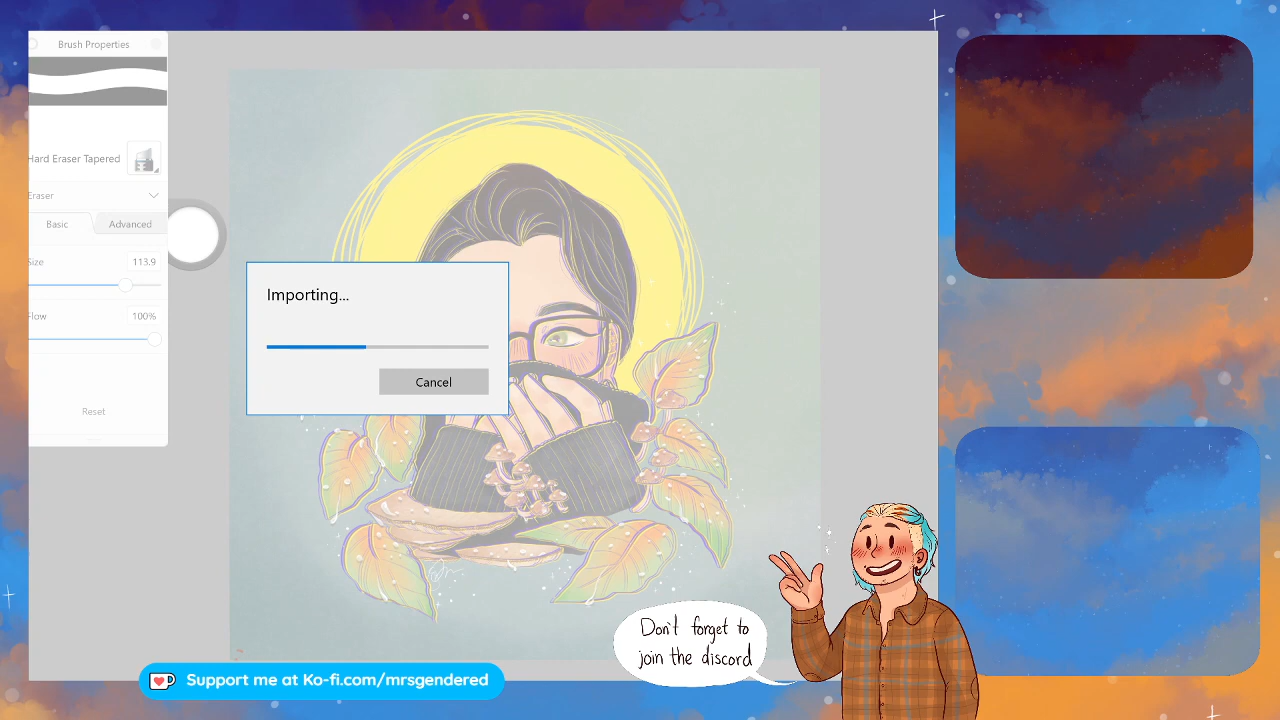 Brush Properties
Hard Eraser Tapered
Eraser
Basic
Advanced
Size
113.9
Flow
100%
Reset
Importing...
Cancel
Don't forget to
join the discord
Support me at Ko-fi.com/mrsgendered